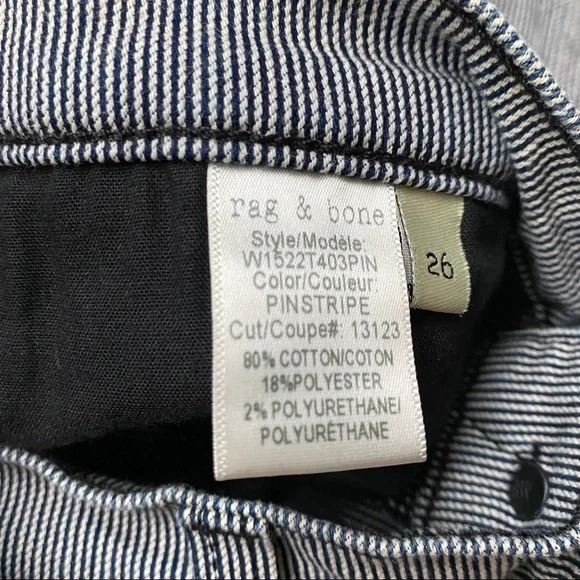 rag & bone
Style/Modèle:
W1522T403PIN
Color/Couleur:
PINSTRIPE
Cut/Coupe#: 13123
80% COTTON/COTON
18%POLYESTER
2% POLYURETHANE/
POLYURÉTHANE
26